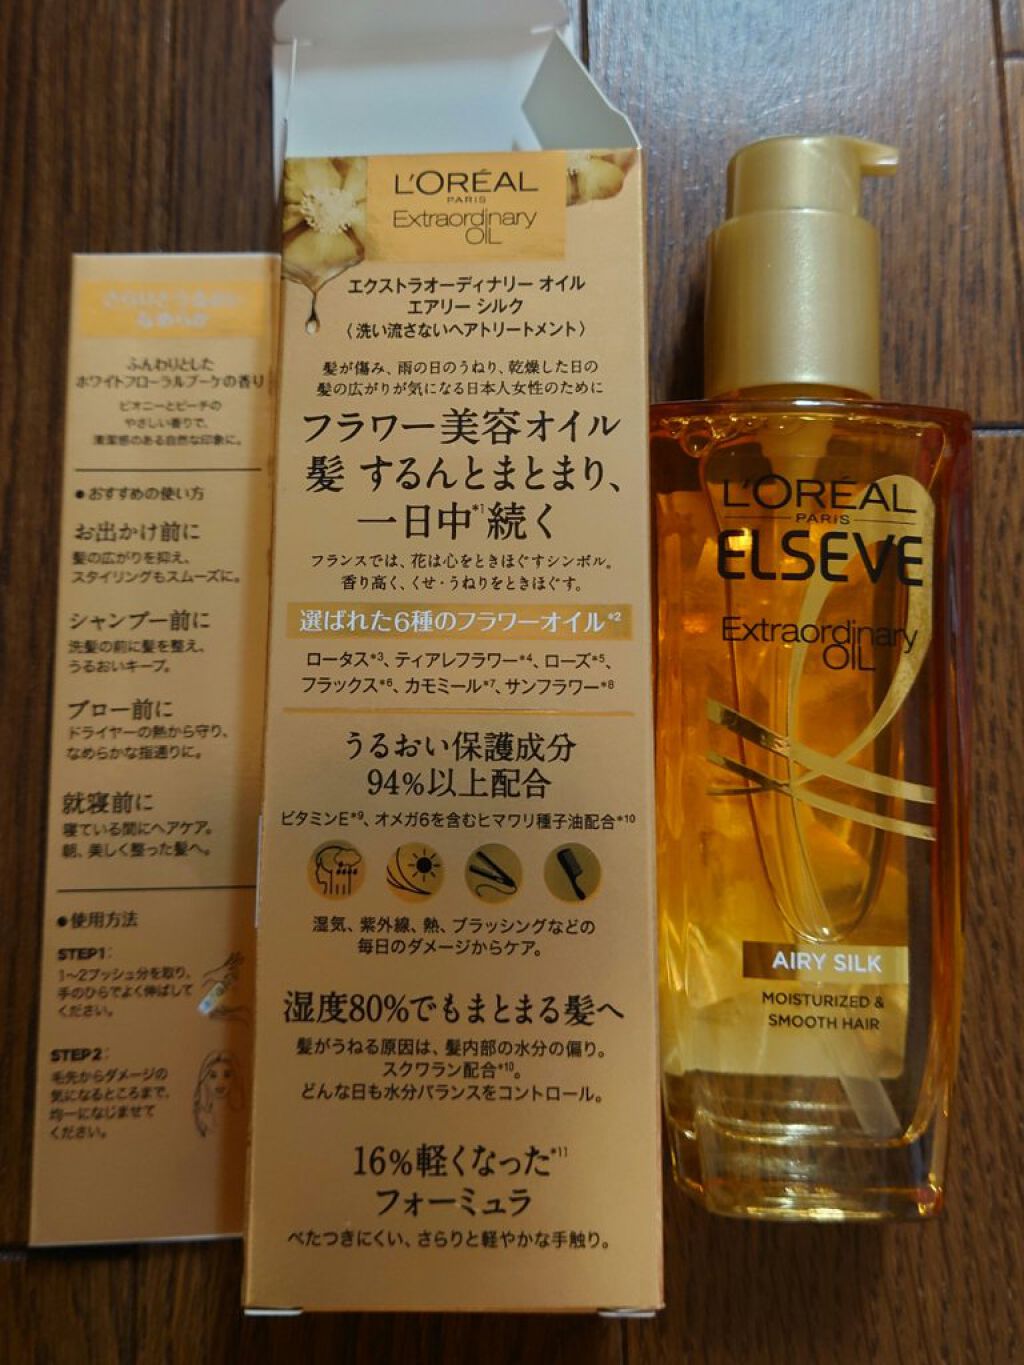 さらりとうるおい
なめらか
ふんわりとした
ホワイトフローラルブーケの香り
ピオニーとピーチの
やさしい香りで、
清潔感のある自然な印象に。
●おすすめの使い方
お出かけ前に
髪の広がりを抑え、
スタイリングもスムーズに。
シャンプー前に
洗髪の前に髪を整え、
うるおいキープ。
ブロー前に
ドライヤーの熱から守り、
なめらかな指通りに。
就寝前に
寝ている間にヘアケア。
朝、美しく整った髪へ。
●使用方法
STEP1:
1〜2プッシュ分を取り、
手のひらでよく伸ばして
ください。
STEP2:
毛先からダメージの
気になるところまで、
均一になじませて
ください。
L'ORÉAL
PARIS
Extraordinary
OIL
エクストラオーディナリー オイル
エアリー シルク
〈洗い流さないヘアトリートメント〉
髪が傷み、雨の日のうねり、乾燥した日の
髪の広がりが気になる日本人女性のために
フラワー美容オイル
髪 するんとまとまり、
一日中*1続く
フランスでは、花は心をときほぐすシンボル。
香り高く、くせ・うねりをときほぐす。
選ばれた6種のフラワーオイル*2
ロータス*3、ティアレフラワー*4、ローズ*5、
フラックス*6、カモミール*7、サンフラワー*8
うるおい保護成分
94%以上配合
ビタミンE*9、オメガ6を含むヒマワリ種子油配合*10
湿気、紫外線、熱、ブラッシングなどの
毎日のダメージからケア。
湿度80%でもまとまる髪へ
髪がうねる原因は、髪内部の水分の偏り。
スクワラン配合*10。
どんな日も水分バランスをコントロール。
16%軽くなった*11
フォーミュラ
べたつきにくい、さらりと軽やかな手触り。
L'ORÉAL
PARIS
ELSEVE
Extraordinary
OIL
AIRY SILK
MOISTURIZED &
SMOOTH HAIR